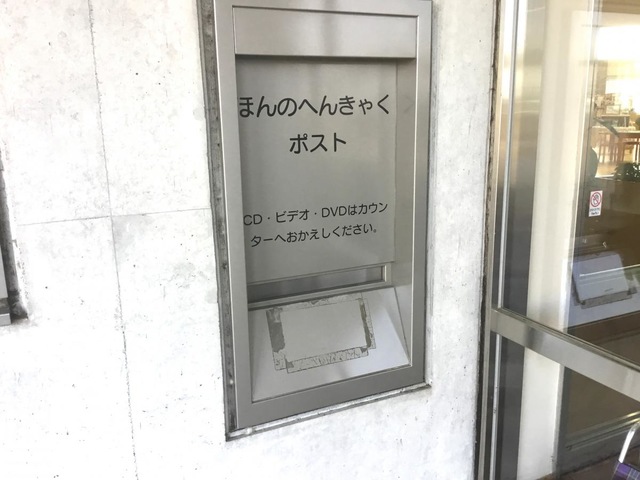 ほんのへんきゃく
ポスト
CD・ビデオ・DVDはカウン
ターへおかえしください。